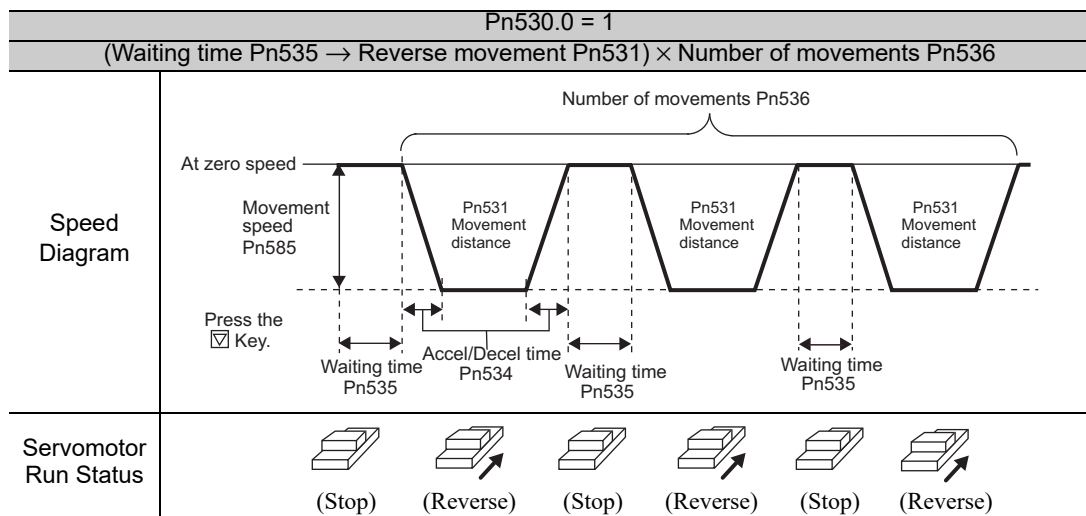 Pn530.0 = 1
(Waiting time Pn535 → Reverse movement Pn531) × Number of movements Pn536
Speed
Diagram
Number of movements Pn536
At zero speed
Movement
speed
Pn585
Pn531
Movement
distance
Pn531
Movement
distance
Pn531
Movement
distance
Press the
▽ Key.
Waiting time
Pn535
Accel/Decel time
Pn534
Waiting time
Pn535
Waiting time
Pn535
Servomotor
Run Status
(Stop) (Reverse) (Stop) (Reverse) (Stop) (Reverse)